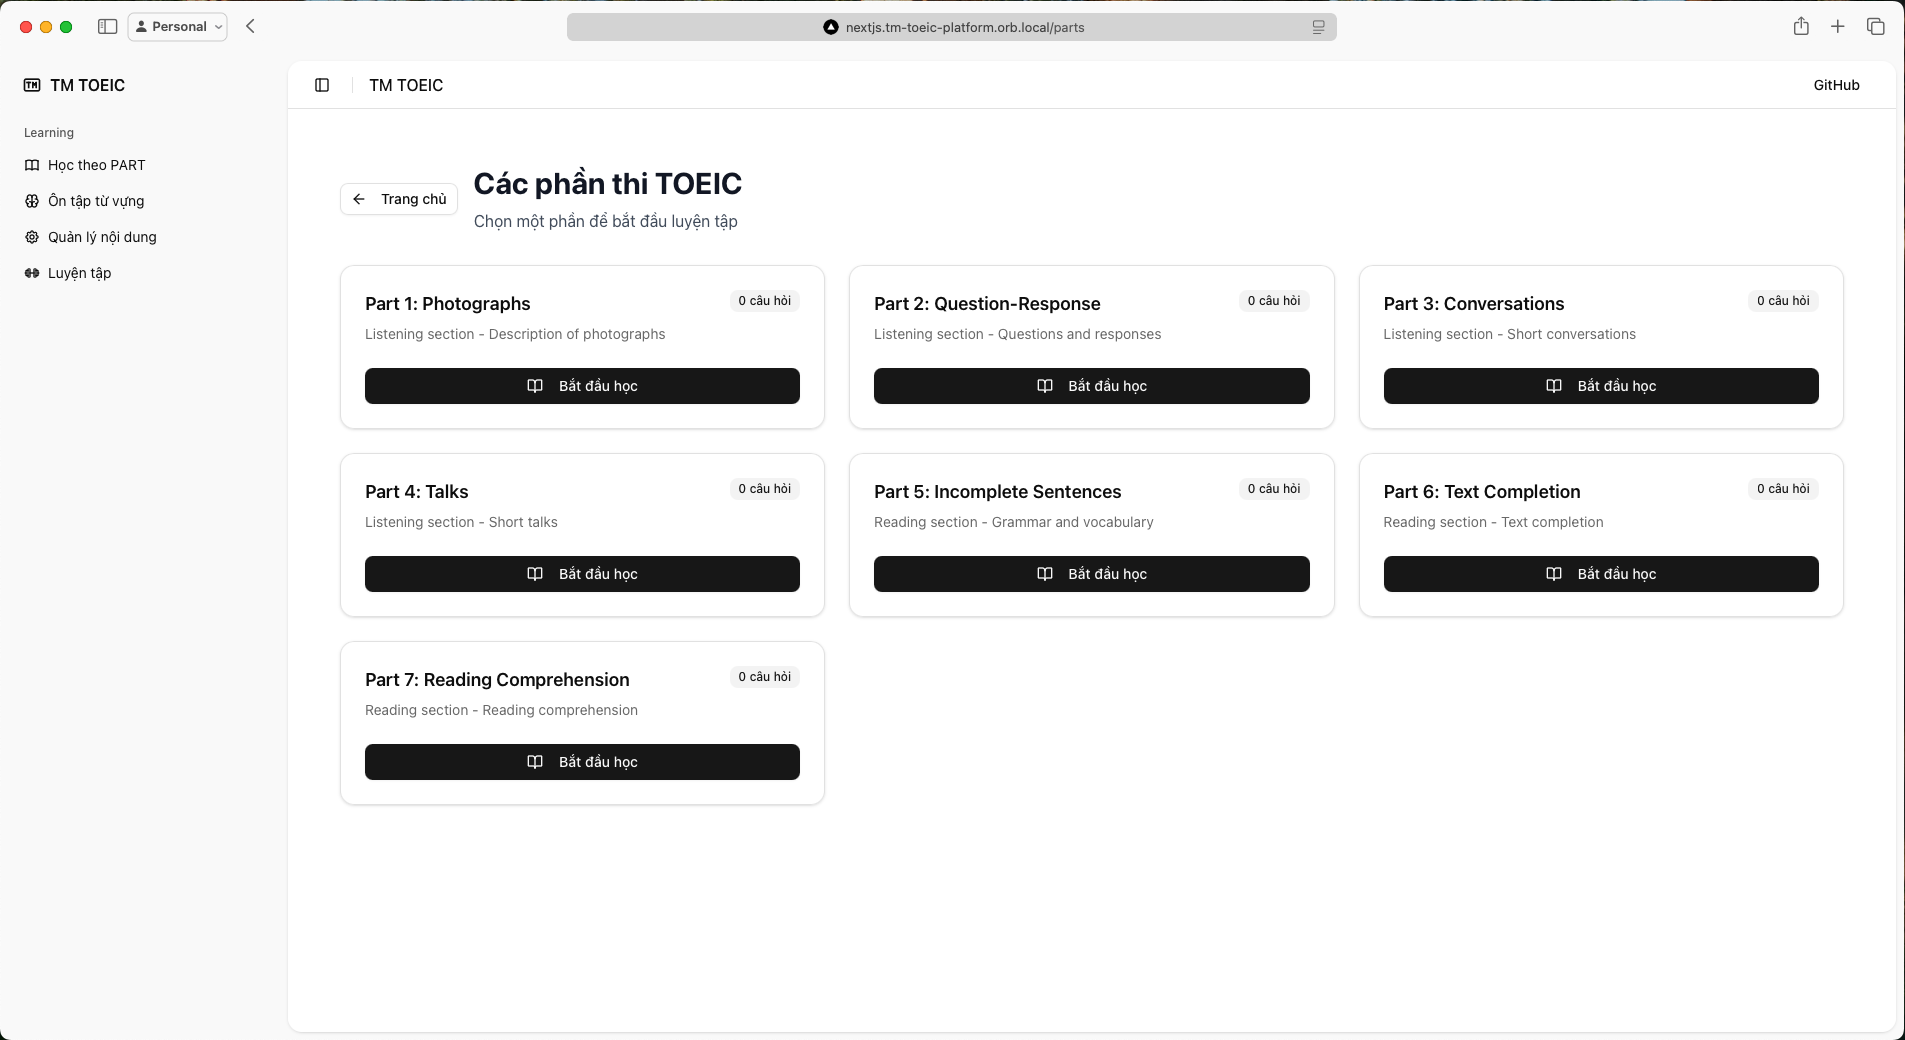 Personal
nextjs.tm-toeic-platform.orb.local/parts
TM TOEIC
Learning
Học theo PART
Ôn tập từ vựng
Quản lý nội dung
Luyện tập
TM TOEIC
GitHub
Trang chủ
Các phần thi TOEIC
Chọn một phần để bắt đầu luyện tập
Part 1: Photographs
0 câu hỏi
Listening section - Description of photographs
Bắt đầu học
Part 2: Question-Response
0 câu hỏi
Listening section - Questions and responses
Bắt đầu học
Part 3: Conversations
0 câu hỏi
Listening section - Short conversations
Bắt đầu học
Part 4: Talks
0 câu hỏi
Listening section - Short talks
Bắt đầu học
Part 5: Incomplete Sentences
0 câu hỏi
Reading section - Grammar and vocabulary
Bắt đầu học
Part 6: Text Completion
0 câu hỏi
Reading section - Text completion
Bắt đầu học
Part 7: Reading Comprehension
0 câu hỏi
Reading section - Reading comprehension
Bắt đầu học